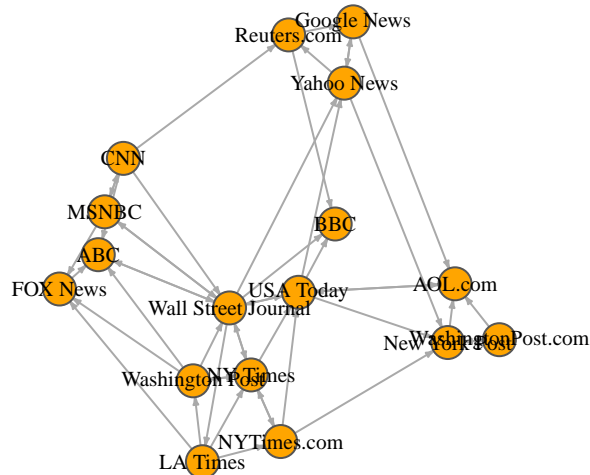 Google News
Reuters.com
Yahoo News
CNN
MSNBC
BBC
ABC
FOX News
USA Today
AOL.com
Wall Street Journal
WashingtonPost.com
New York Post
Washington Post
NY Times
NYTimes.com
LA Times